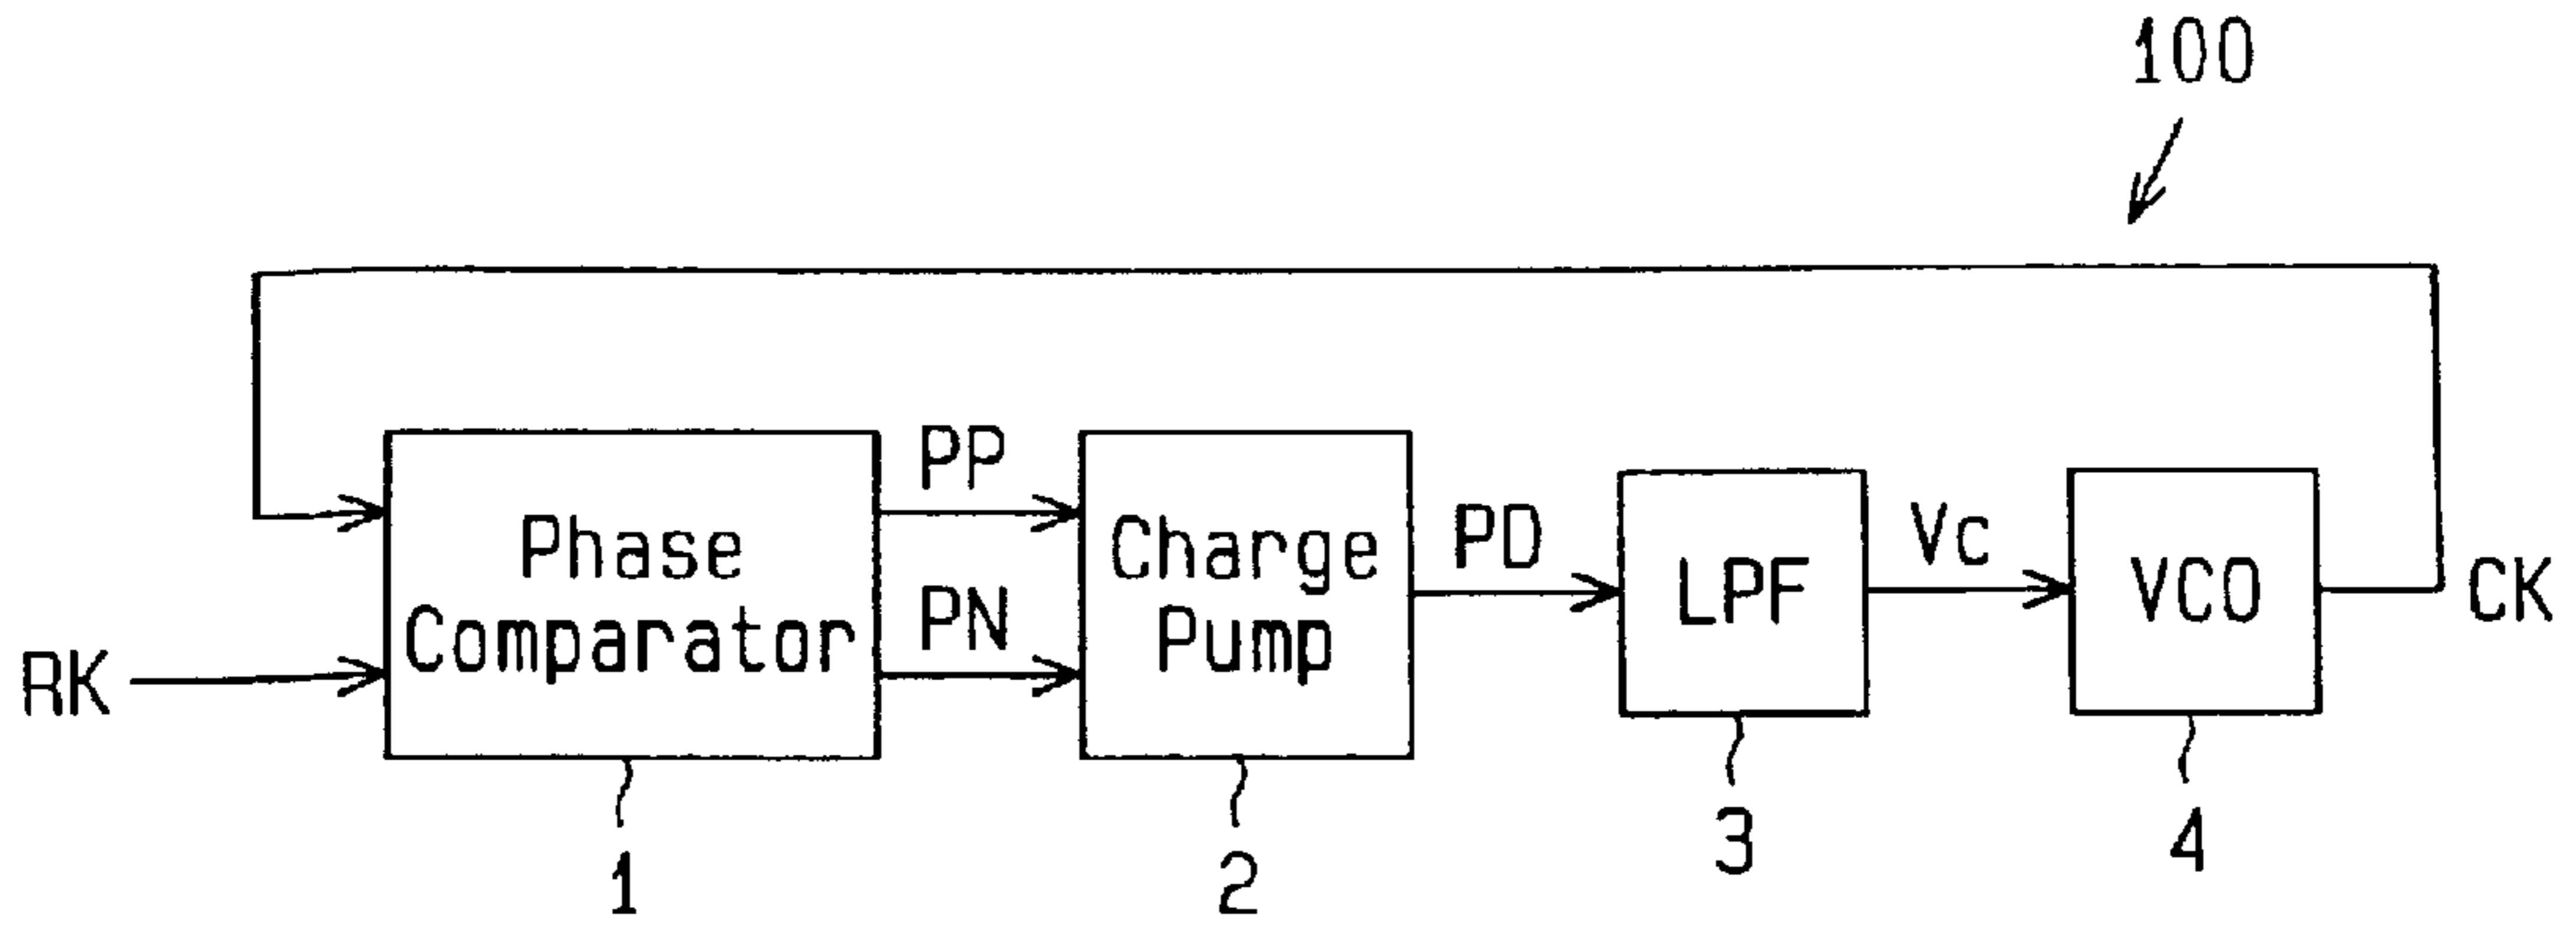 100
PP
Phase
Comparator
PN
Charge
Pump
PD
LPF
Vc
VCO
CK
RK
1
2
3
4